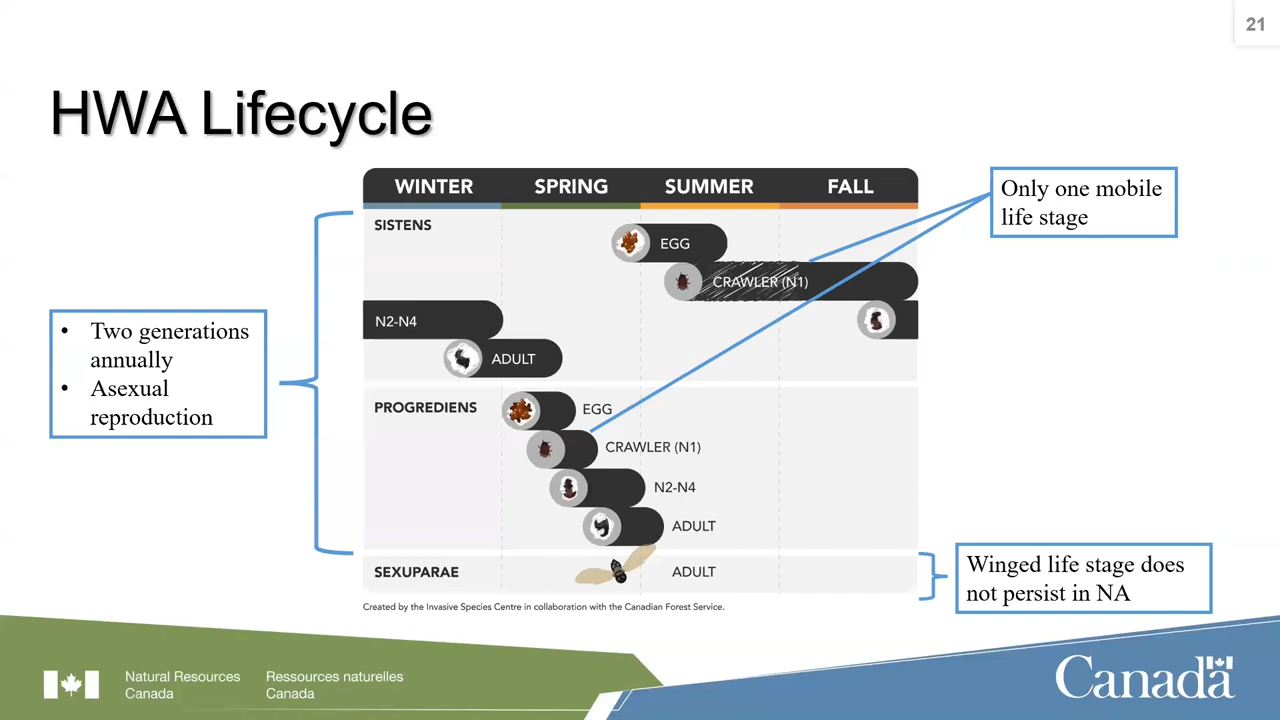 21
HWA Lifecycle
WINTER SPRING SUMMER FALL
Only one mobile
life stage
SISTENS
EGG
CRAWLER (N1)
N2-N4
ADULT
• Two generations
annually
• Asexual
reproduction
PROGREDIENS
EGG
CRAWLER (N1)
N2-N4
ADULT
SEXUPARAE
ADULT
Winged life stage does
not persist in NA
Created by the Invasive Species Centre in collaboration with the Canadian Forest Service.
Natural Resources
Canada
Ressources naturelles
Canada
Canada